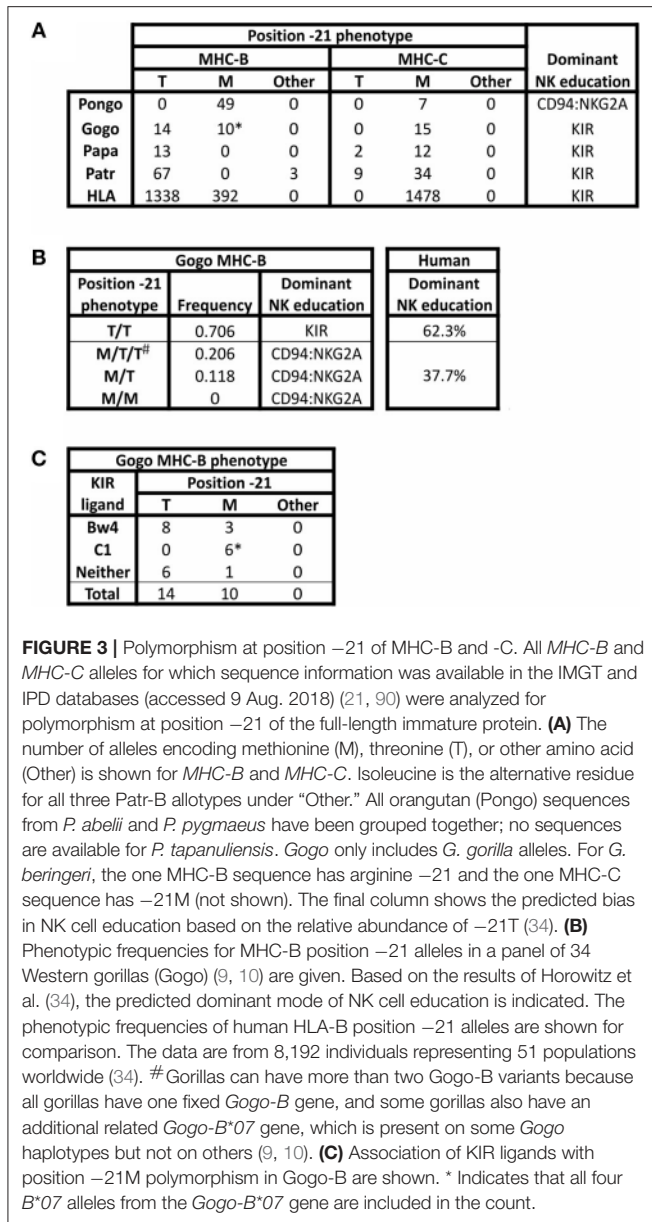 A
Position -21 phenotype
MHC-B MHC-C Dominant
T M Other T M Other NK education
Pongo 0 49 0 0 7 0 CD94:NKG2A
Gogo 14 10* 0 0 15 0 KIR
Papa 13 0 0 2 12 0 KIR
Patr 67 0 3 9 34 0 KIR
HLA 1338 392 0 0 1478 0 KIR
B
Gogo MHC-B Human
Position -21 Dominant Dominant
phenotype Frequency NK education NK education
T/T 0.706 KIR 62.3%
M/T/T# 0.206 CD94:NKG2A
M/T 0.118 CD94:NKG2A 37.7%
M/M 0 CD94:NKG2A
C
Gogo MHC-B phenotype
KIR Position -21
ligand T M Other
Bw4 8 3 0
C1 0 6* 0
Neither 6 1 0
Total 14 10 0
FIGURE 3 | Polymorphism at position −21 of MHC-B and -C. All MHC-B and
MHC-C alleles for which sequence information was available in the IMGT and
IPD databases (accessed 9 Aug. 2018) (21, 90) were analyzed for
polymorphism at position −21 of the full-length immature protein. (A) The
number of alleles encoding methionine (M), threonine (T), or other amino acid
(Other) is shown for MHC-B and MHC-C. Isoleucine is the alternative residue
for all three Patr-B allotypes under “Other.” All orangutan (Pongo) sequences
from P. abelii and P. pygmaeus have been grouped together; no sequences
are available for P. tapanuliensis. Gogo only includes G. gorilla alleles. For G.
beringeri, the one MHC-B sequence has arginine −21 and the one MHC-C
sequence has −21M (not shown). The final column shows the predicted bias
in NK cell education based on the relative abundance of −21T (34). (B)
Phenotypic frequencies for MHC-B position −21 alleles in a panel of 34
Western gorillas (Gogo) (9, 10) are given. Based on the results of Horowitz et
al. (34), the predicted dominant mode of NK cell education is indicated. The
phenotypic frequencies of human HLA-B position −21 alleles are shown for
comparison. The data are from 8,192 individuals representing 51 populations
worldwide (34). #Gorillas can have more than two Gogo-B variants because
all gorillas have one fixed Gogo-B gene, and some gorillas also have an
additional related Gogo-B*07 gene, which is present on some Gogo
haplotypes but not on others (9, 10). (C) Association of KIR ligands with
position −21M polymorphism in Gogo-B are shown. * Indicates that all four
B*07 alleles from the Gogo-B*07 gene are included in the count.